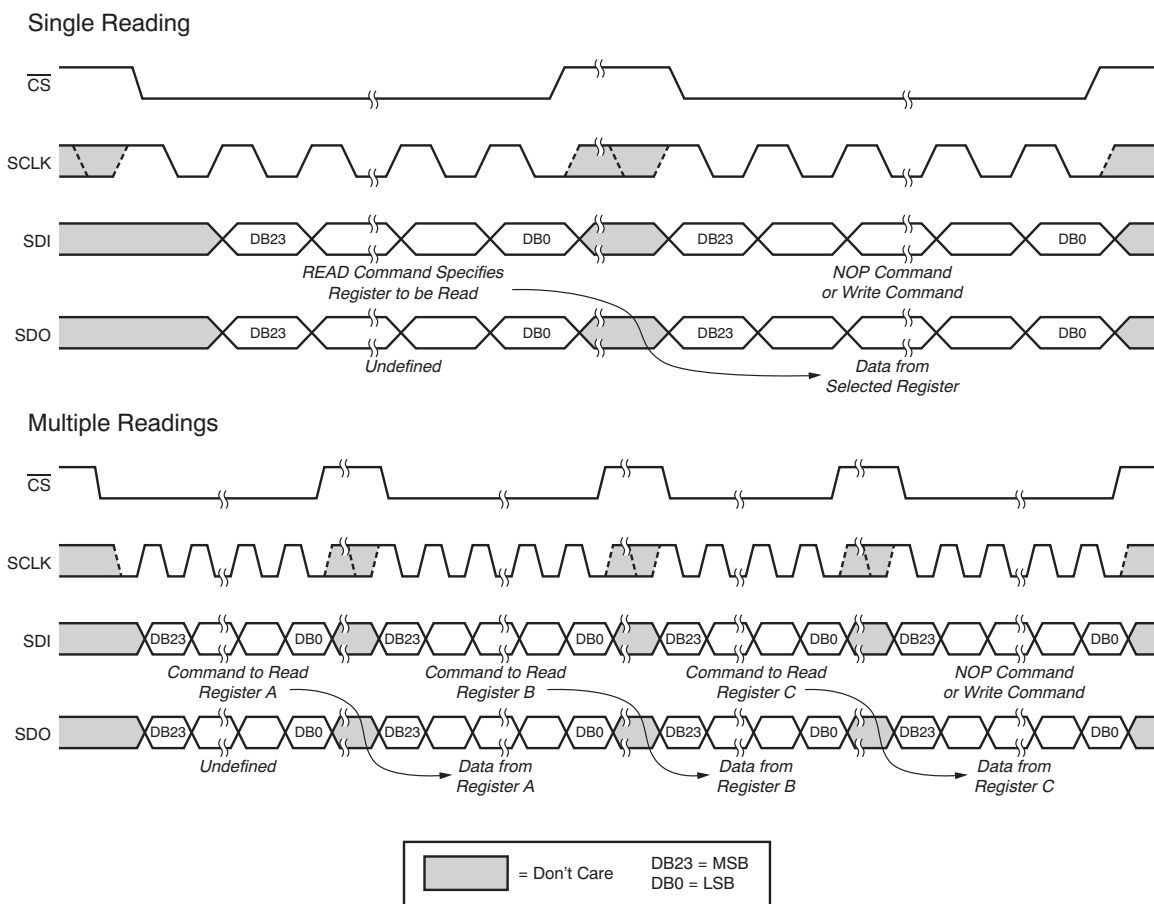 Single Reading
CS
SCLK
SDI
DB23
DB0
DB23
DB0
READ Command Specifies
Register to be Read
NOP Command
or Write Command
SDO
DB23
DB0
DB23
DB0
Undefined
Data from
Selected Register
Multiple Readings
CS
SCLK
SDI
DB23
DB0
DB23
DB0
DB23
DB0
DB23
DB0
Command to Read
Register A
Command to Read
Register B
Command to Read
Register C
NOP Command
or Write Command
SDO
DB23
DB0
DB23
DB0
DB23
DB0
DB23
DB0
Undefined
Data from
Register A
Data from
Register B
Data from
Register C
= Don't Care
DB23 = MSB
DB0 = LSB